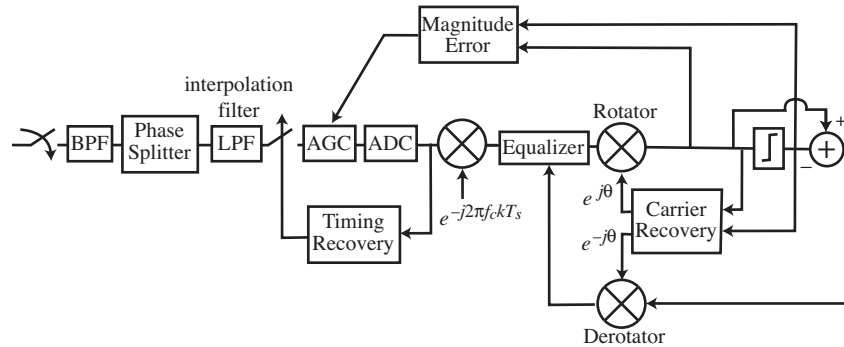 Magnitude
Error
interpolation
filter
BPF
Phase
Splitter
LPF
AGC
ADC
Equalizer
Rotator
+
−
+
e^{-j2πf_ckT_s}
e^{jθ}
e^{-jθ}
Carrier
Recovery
Timing
Recovery
Derotator